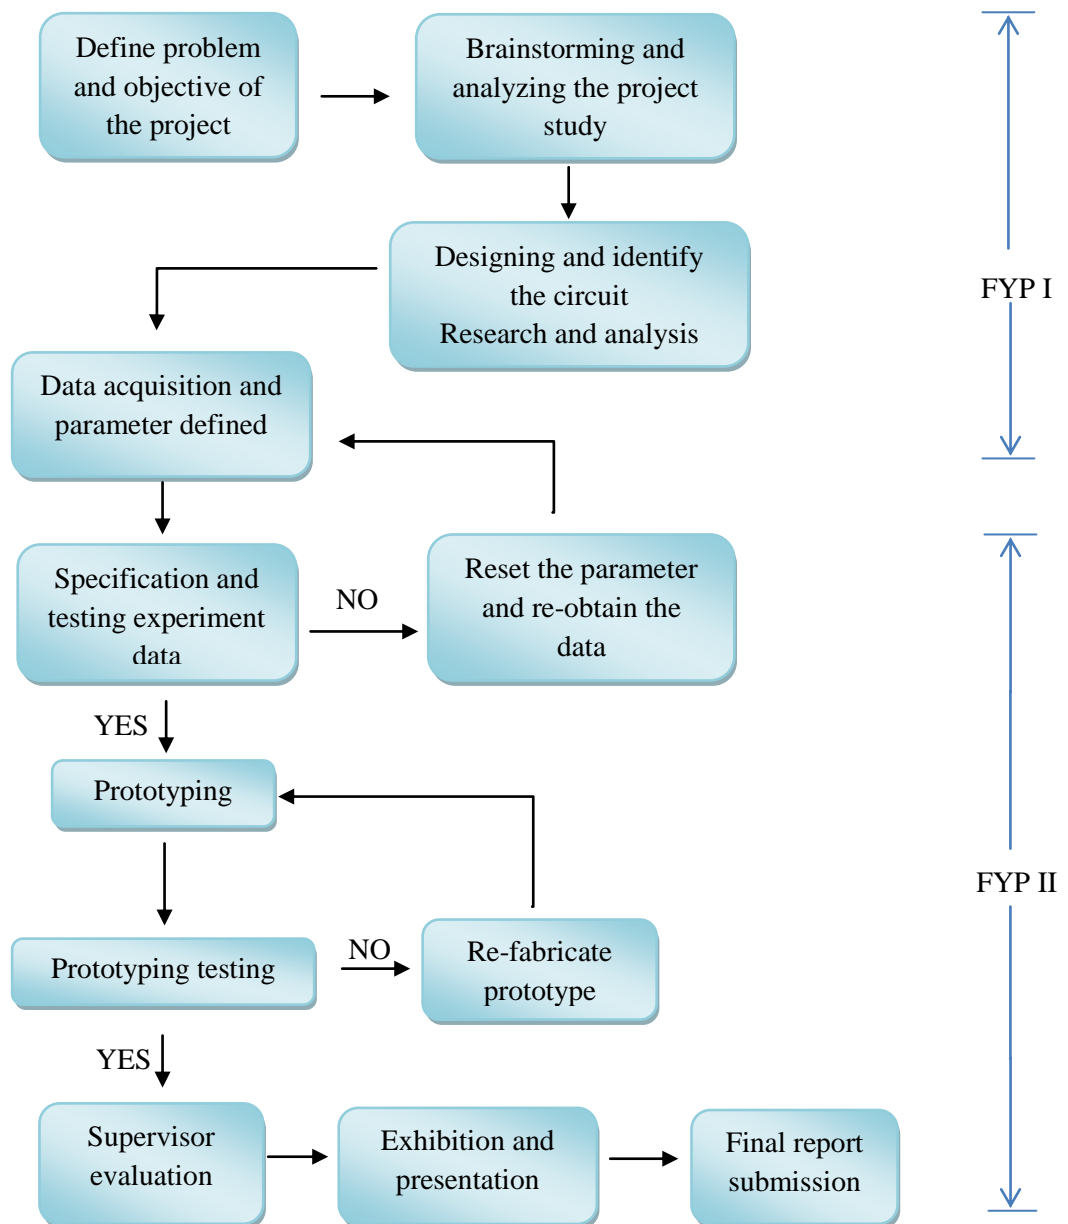 Define problem
and objective of
the project
Brainstorming and
analyzing the project
study
Designing and identify
the circuit
Research and analysis
FYP I
Data acquisition and
parameter defined
Specification and
testing experiment
data
NO
Reset the parameter
and re-obtain the
data
YES
Prototyping
FYP II
Prototyping testing
NO
Re-fabricate
prototype
YES
Supervisor
evaluation
Exhibition and
presentation
Final report
submission